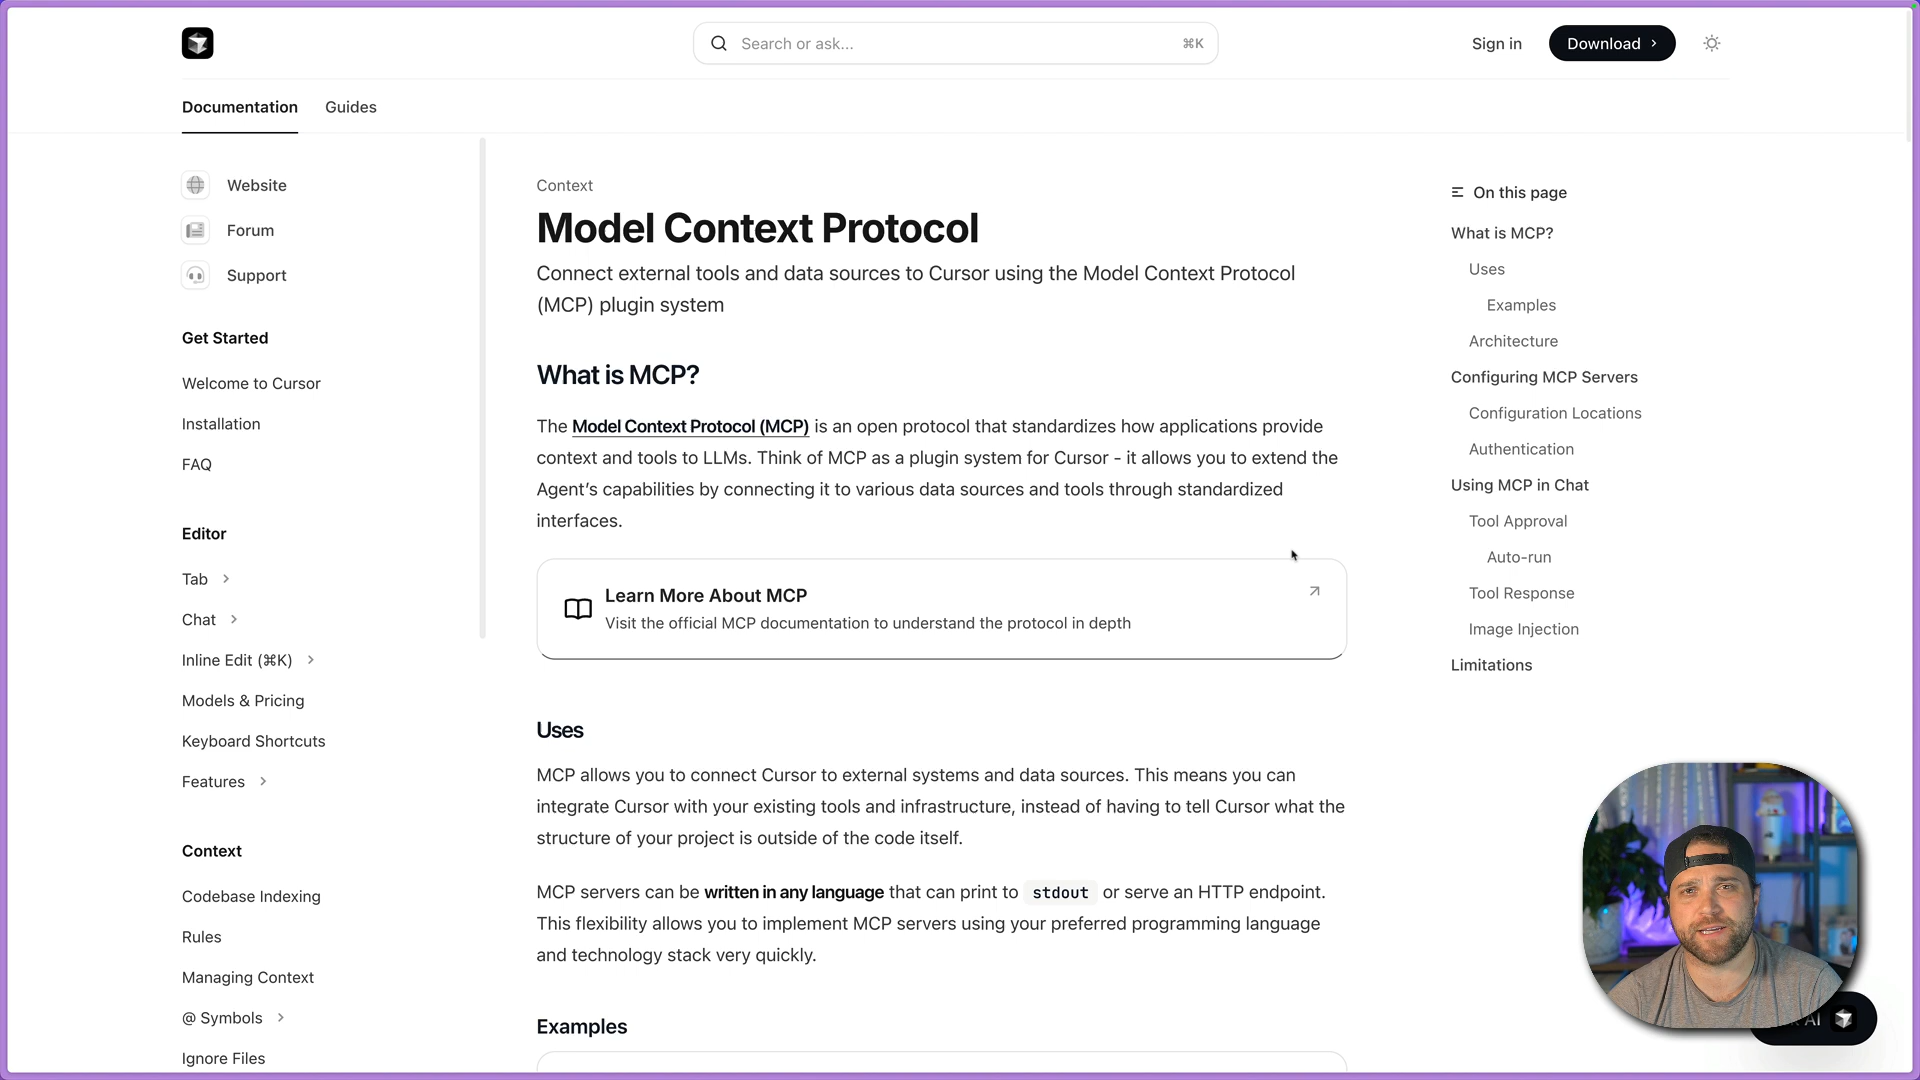 Search or ask...
⌘K
Sign in
Download
Documentation
Guides
Website
Forum
Support
Get Started
Welcome to Cursor
Installation
FAQ
Editor
Tab
Chat
Inline Edit (⌘K)
Models & Pricing
Keyboard Shortcuts
Features
Context
Codebase Indexing
Rules
Managing Context
@ Symbols
Ignore Files
Context
Model Context Protocol
Connect external tools and data sources to Cursor using the Model Context Protocol
(MCP) plugin system
What is MCP?
The Model Context Protocol (MCP) is an open protocol that standardizes how applications provide
context and tools to LLMs. Think of MCP as a plugin system for Cursor - it allows you to extend the
Agent’s capabilities by connecting it to various data sources and tools through standardized
interfaces.
Learn More About MCP
Visit the official MCP documentation to understand the protocol in depth
Uses
MCP allows you to connect Cursor to external systems and data sources. This means you can
integrate Cursor with your existing tools and infrastructure, instead of having to tell Cursor what the
structure of your project is outside of the code itself.
MCP servers can be written in any language that can print to stdout or serve an HTTP endpoint.
This flexibility allows you to implement MCP servers using your preferred programming language
and technology stack very quickly.
Examples
On this page
What is MCP?
Uses
Examples
Architecture
Configuring MCP Servers
Configuration Locations
Authentication
Using MCP in Chat
Tool Approval
Auto-run
Tool Response
Image Injection
Limitations
AI